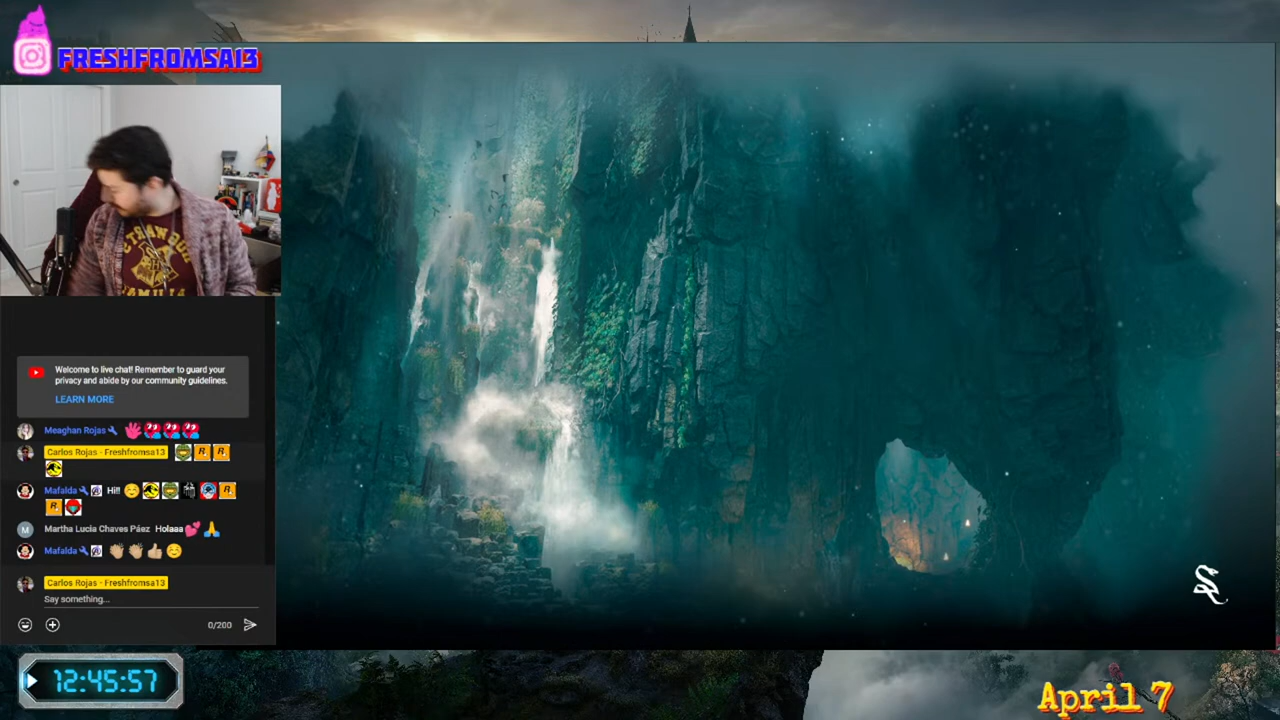 FRESHFROMSA13
FAMILIA
Welcome to live chat! Remember to guard your
privacy and abide by our community guidelines.
LEARN MORE
Meaghan Rojas
Carlos Rojas - Freshfromsa13
Mafalda Hi!!
Martha Lucia Chaves Páez Holaaa
Mafalda
Carlos Rojas - Freshfromsa13
Say something...
0/200
12:45:57
April 7